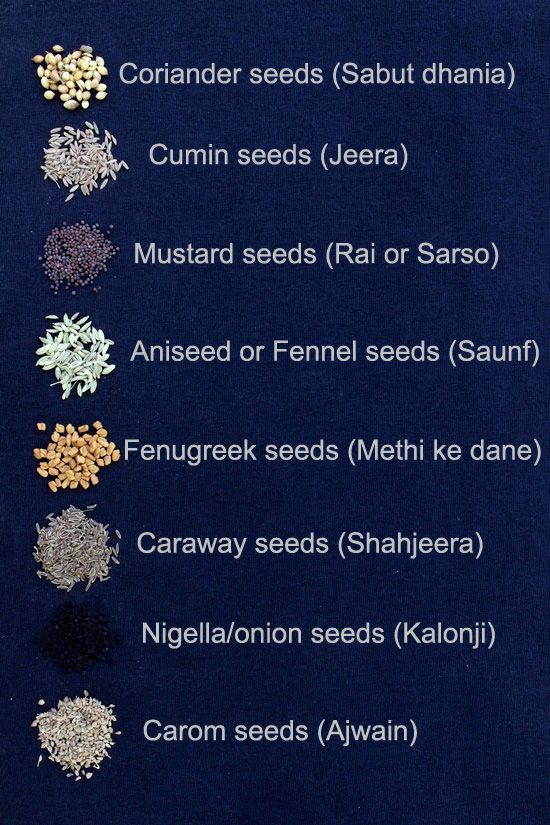 Coriander seeds (Sabut dhania)
Cumin seeds (Jeera)
Mustard seeds (Rai or Sarso)
Aniseed or Fennel seeds (Saunf)
Fenugreek seeds (Methi ke dane)
Caraway seeds (Shahjeera)
Nigella/onion seeds (Kalonji)
Carom seeds (Ajwain)